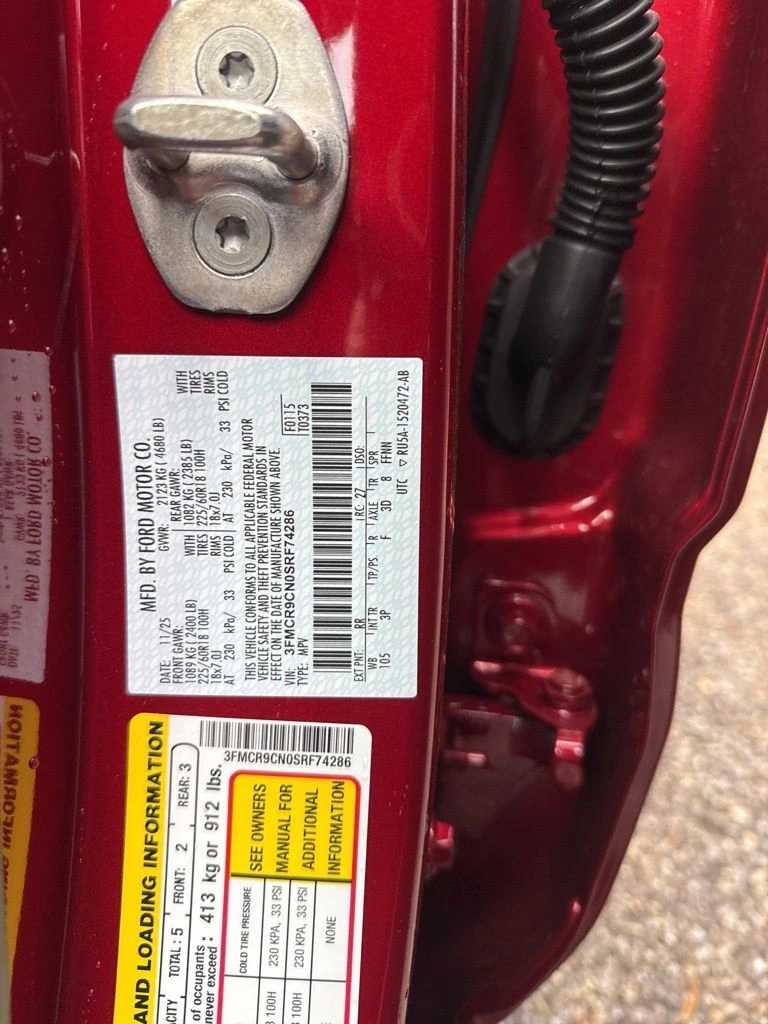 MFD. BY FORD MOTOR CO.
DATE: 11/25 GVWR: 2123 KG ( 4680 LB)
FRONT GAWR: REAR GAWR:
1089 KG ( 2400 LB) WITH 1082 KG ( 2385 LB) WITH
225/60R18 100H TIRES 225/60R18 100H TIRES
18x7.0J RIMS 18x7.0J RIMS
AT 230 kPa/ 33 PSI COLD AT 230 kPa/ 33 PSI COLD
THIS VEHICLE CONFORMS TO ALL APPLICABLE FEDERAL MOTOR
VEHICLE SAFETY AND THEFT PREVENTION STANDARDS IN
EFFECT ON THE DATE OF MANUFACTURE SHOWN ABOVE.
VIN: 3FMCR9CN0SRF74286 F0115
TYPE: MPV T0373
EXT PNT: RR RC: 27 DSO:
WB INT TR TP/PS R AXLE TR SPR
105 3P F 3D 8 FFNN
UTC ▽ RU5A-1520472-AB
AND LOADING INFORMATION
ACITY TOTAL : 5 FRONT: 2 REAR: 3
of occupants
never exceed : 413 kg or 912 lbs.
3FMCR9CN0SRF74286
COLD TIRE PRESSURE
230 KPA, 33 PSI
100H 230 KPA, 33 PSI
NONE
SEE OWNERS
MANUAL FOR
ADDITIONAL
INFORMATION